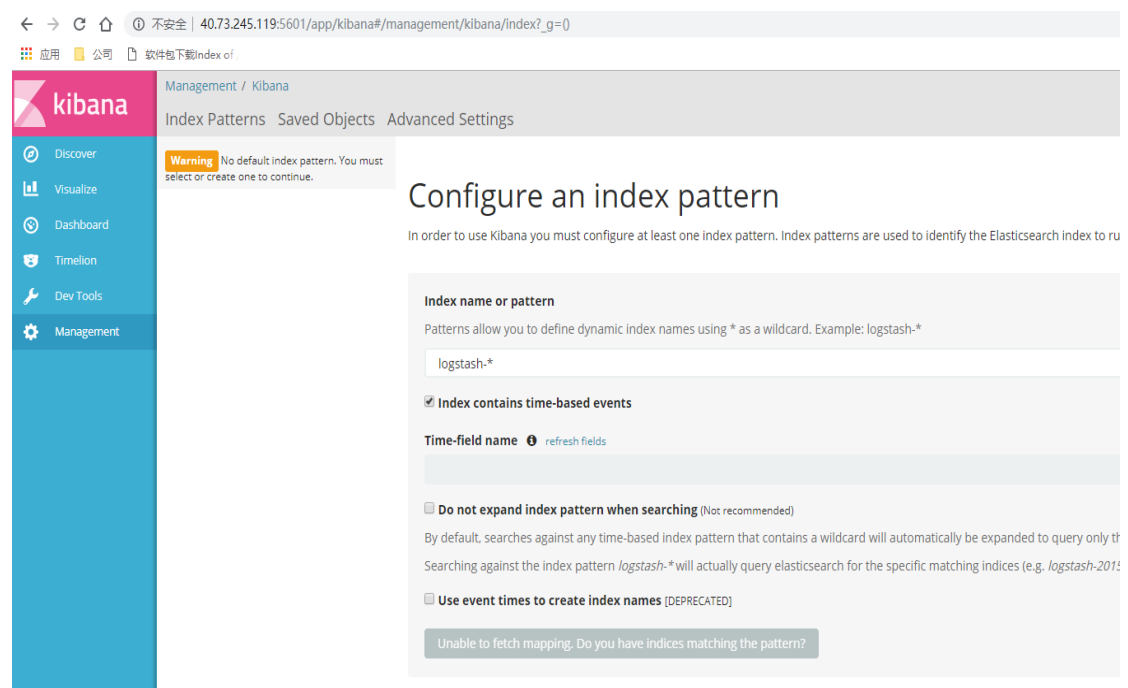 不安全 | 40.73.245.119:5601/app/kibana#/management/kibana/index?_g=()
应用 公司 软件包下载Index of
kibana
Management / Kibana
Index Patterns Saved Objects Advanced Settings
Discover
Visualize
Dashboard
Timelion
Dev Tools
Management
Warning No default index pattern. You must
select or create one to continue.
Configure an index pattern
In order to use Kibana you must configure at least one index pattern. Index patterns are used to identify the Elasticsearch index to ru
Index name or pattern
Patterns allow you to define dynamic index names using * as a wildcard. Example: logstash-*
logstash-*
Index contains time-based events
Time-field name refresh fields
Do not expand index pattern when searching (Not recommended)
By default, searches against any time-based index pattern that contains a wildcard will automatically be expanded to query only th
Searching against the index pattern logstash-* will actually query elasticsearch for the specific matching indices (e.g. logstash-2015
Use event times to create index names [DEPRECATED]
Unable to fetch mapping. Do you have indices matching the pattern?